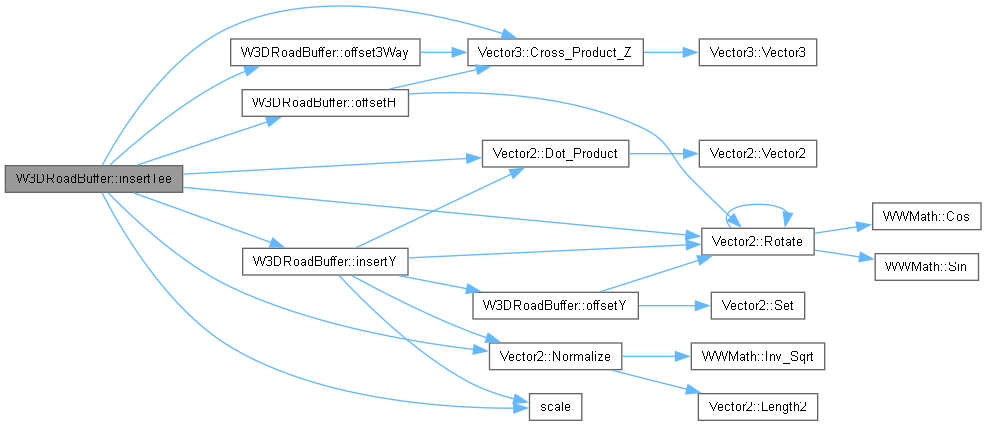 W3DRoadBuffer::insertTee
W3DRoadBuffer::offset3Way
W3DRoadBuffer::offsetH
W3DRoadBuffer::insertY
Vector3::Cross_Product_Z
Vector2::Dot_Product
W3DRoadBuffer::offsetY
Vector2::Normalize
scale
Vector3::Vector3
Vector2::Vector2
Vector2::Rotate
Vector2::Set
WWMath::Inv_Sqrt
Vector2::Length2
WWMath::Cos
WWMath::Sin